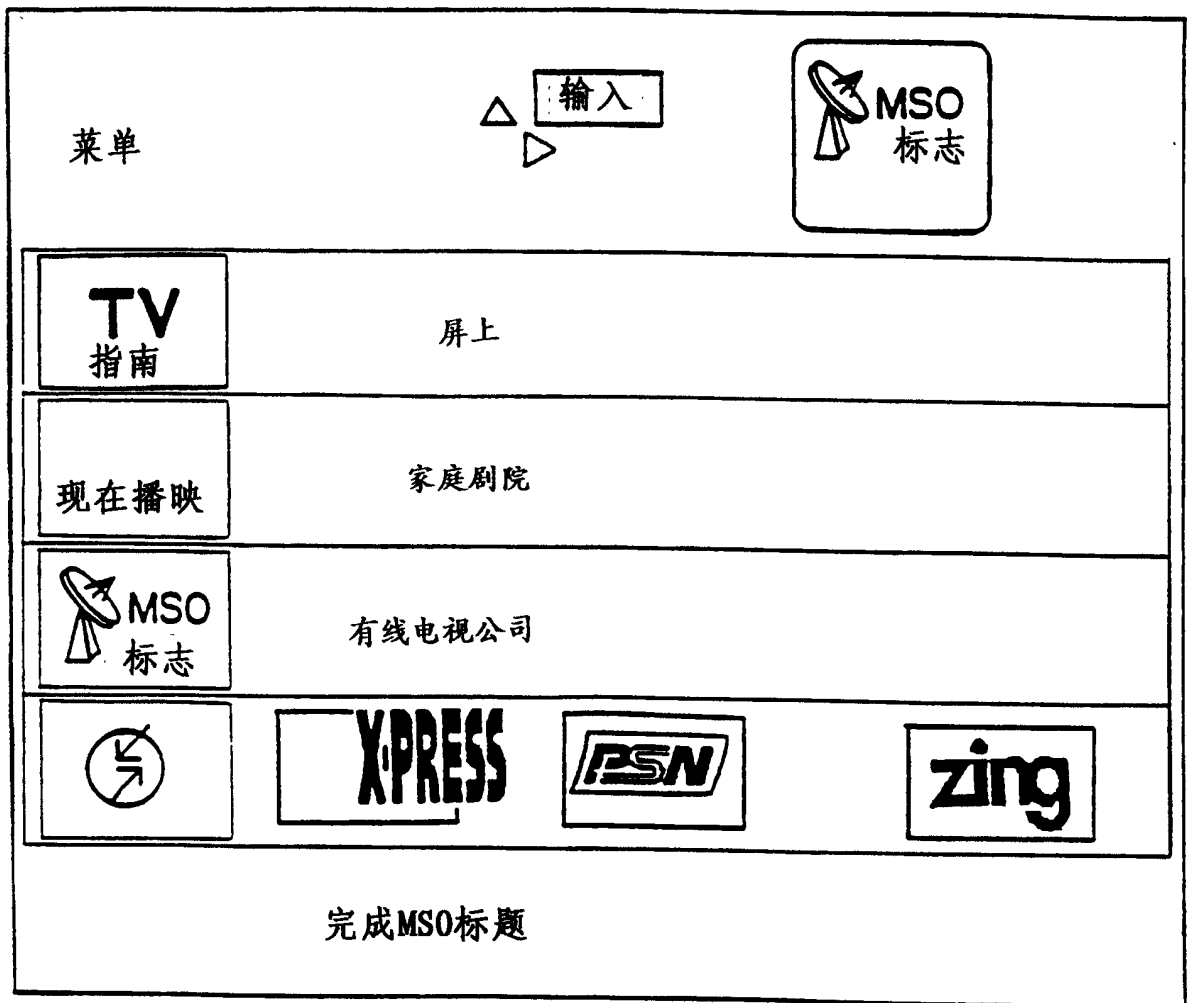 输入
MSO
标志
菜单
TV
指南
屏上
现在播映
家庭剧院
MSO
标志
有线电视公司
X·PRESS
PSN
zing
完成MSO标题